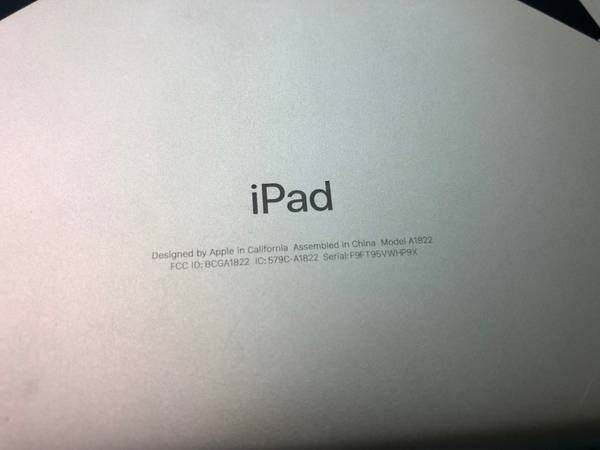 iPad
Designed by Apple in California Assembled in China Model A1822
FCC ID: BCGA1822 IC: 579C-A1822 Serial:F9FT95VWHP9X